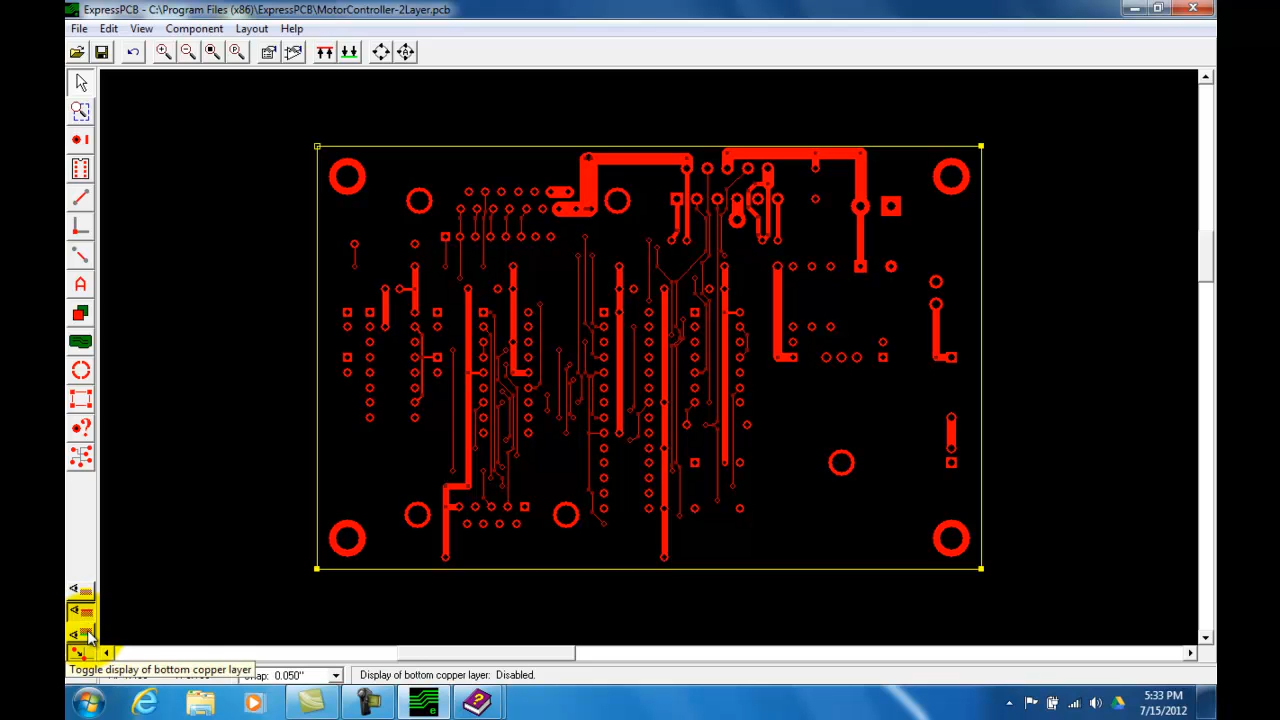 ExpressPCB - C:\Program Files (x86)\ExpressPCB\MotorController-2Layer.pcb
File Edit View Component Layout Help
Toggle display of bottom copper layer
Snap: 0.050"
Display of bottom copper layer: Disabled.
5:33 PM
7/15/2012